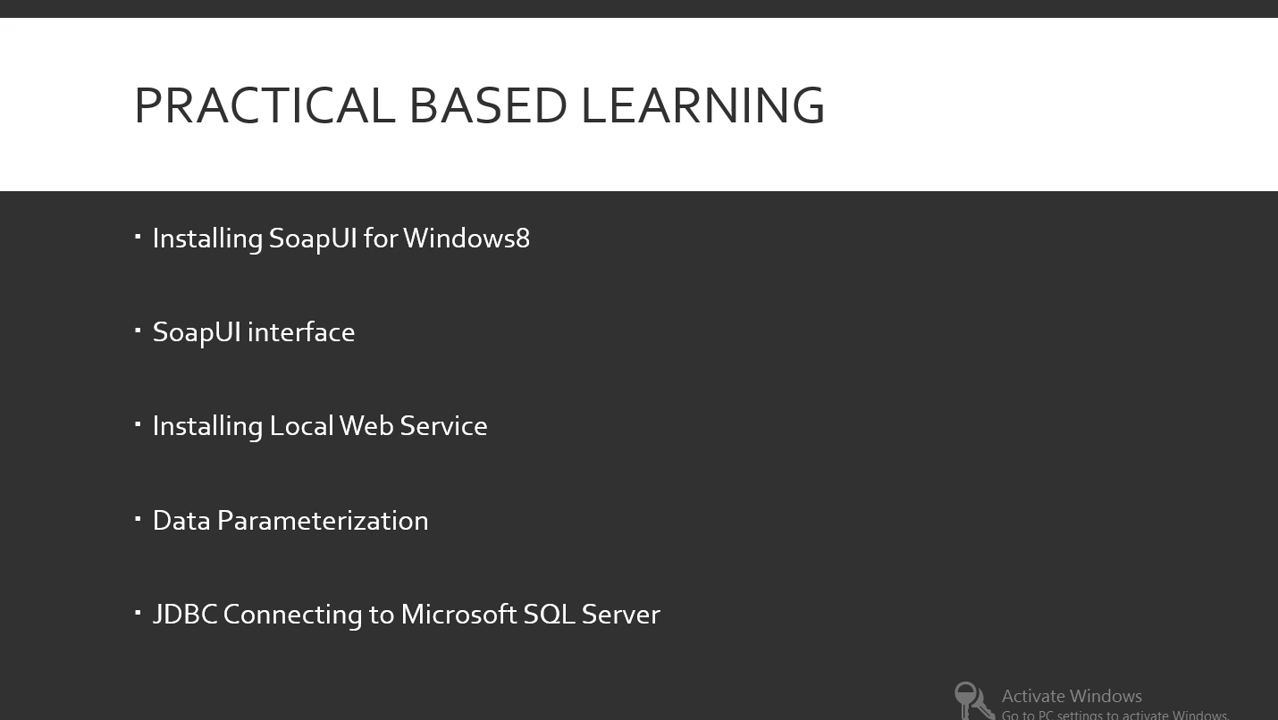 PRACTICAL BASED LEARNING
▪ Installing SoapUI for Windows8
▪ SoapUI interface
▪ Installing Local Web Service
▪ Data Parameterization
▪ JDBC Connecting to Microsoft SQL Server
Activate Windows
Go to PC settings to activate Windows.